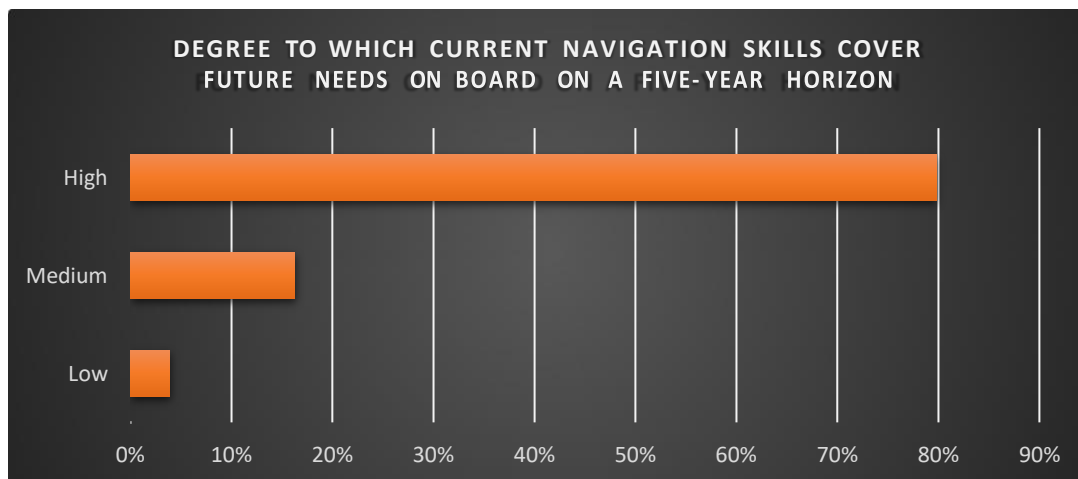 DEGREE TO WHICH CURRENT NAVIGATION SKILLS COVER
FUTURE NEEDS ON BOARD ON A FIVE-YEAR HORIZON
High
Medium
Low
0% 10% 20% 30% 40% 50% 60% 70% 80% 90%